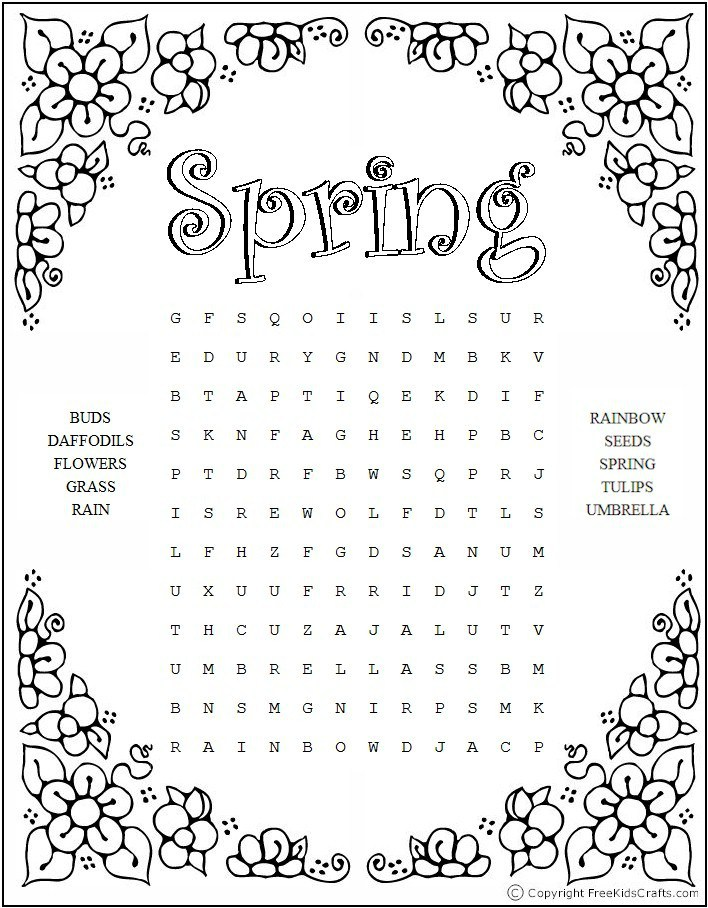 Spring
G F S Q O I I S L S U R
E D U R Y G N D M B K V
B T A P T I Q E K D I F
S K N F A G H E H P B C
P T D R F B W S Q P R J
I S R E W O L F D T L S
L F H Z F G D S A N U M
U X U U F R R I D J T Z
T H C U Z A J A L U T V
U M B R E L L A S S B M
B N S M G N I R P S M K
R A I N B O W D J A C P
BUDS
DAFFODILS
FLOWERS
GRASS
RAIN
RAINBOW
SEEDS
SPRING
TULIPS
UMBRELLA
© Copyright FreeKidsCrafts.com